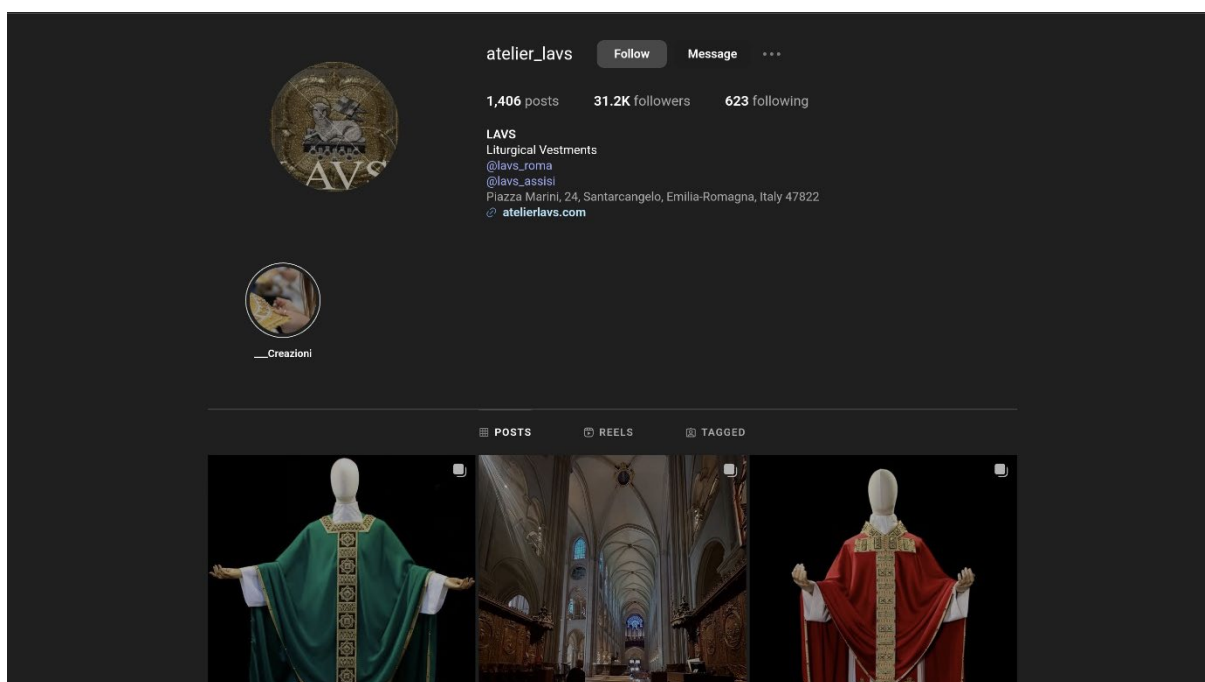 atelier_lavs Follow Message
1,406 posts 31.2K followers 623 following
LAVS
Liturgical Vestments
@lavs_roma
@lavs_assisi
Piazza Marini, 24, Santarcangelo, Emilia-Romagna, Italy 47822
atelierlavs.com
AVS
___Creazioni
POSTS REELS TAGGED